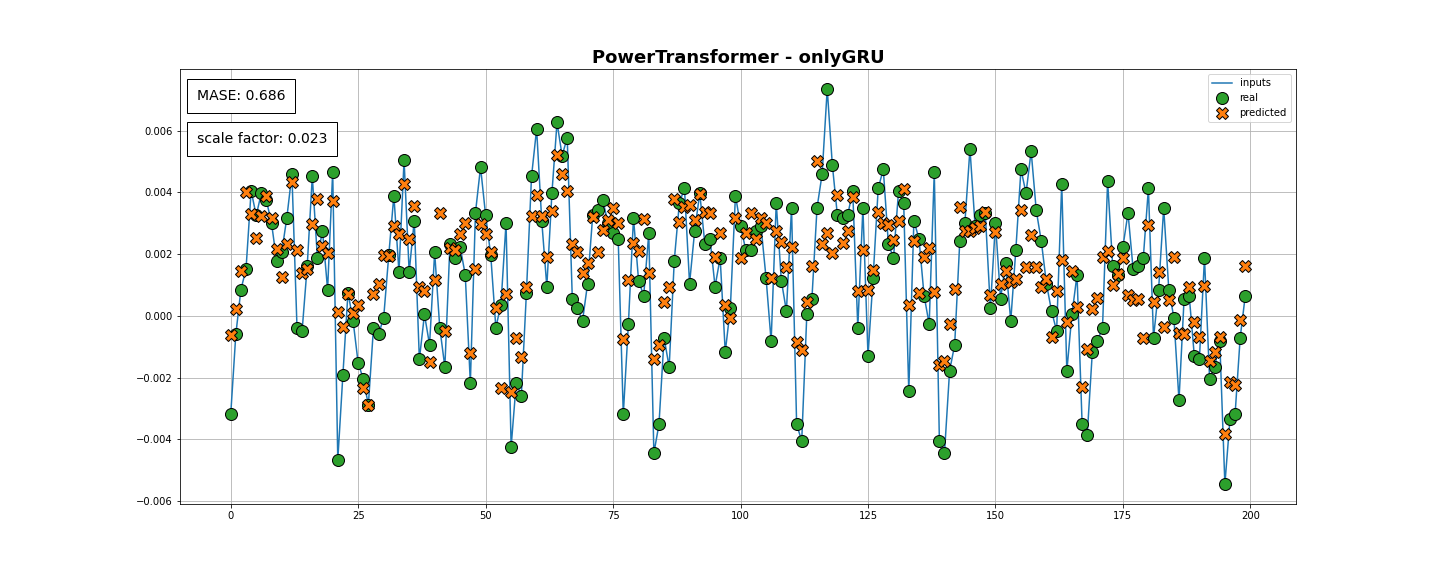 PowerTransformer - onlyGRU
MASE: 0.686
scale factor: 0.023
inputs
real
predicted
0.006
0.004
0.002
0.000
−0.002
−0.004
−0.006
0 25 50 75 100 125 150 175 200